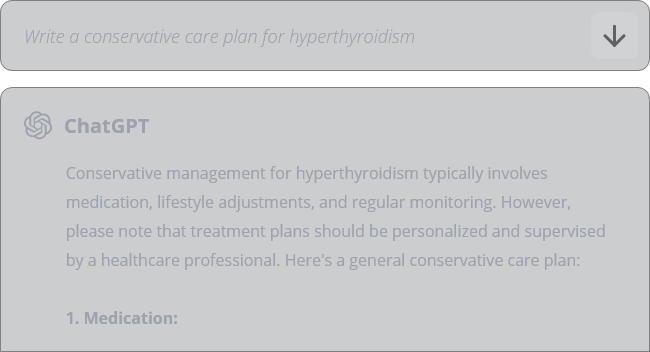 Write a conservative care plan for hyperthyroidism
ChatGPT
Conservative management for hyperthyroidism typically involves
medication, lifestyle adjustments, and regular monitoring. However,
please note that treatment plans should be personalized and supervised
by a healthcare professional. Here's a general conservative care plan:
1. Medication: